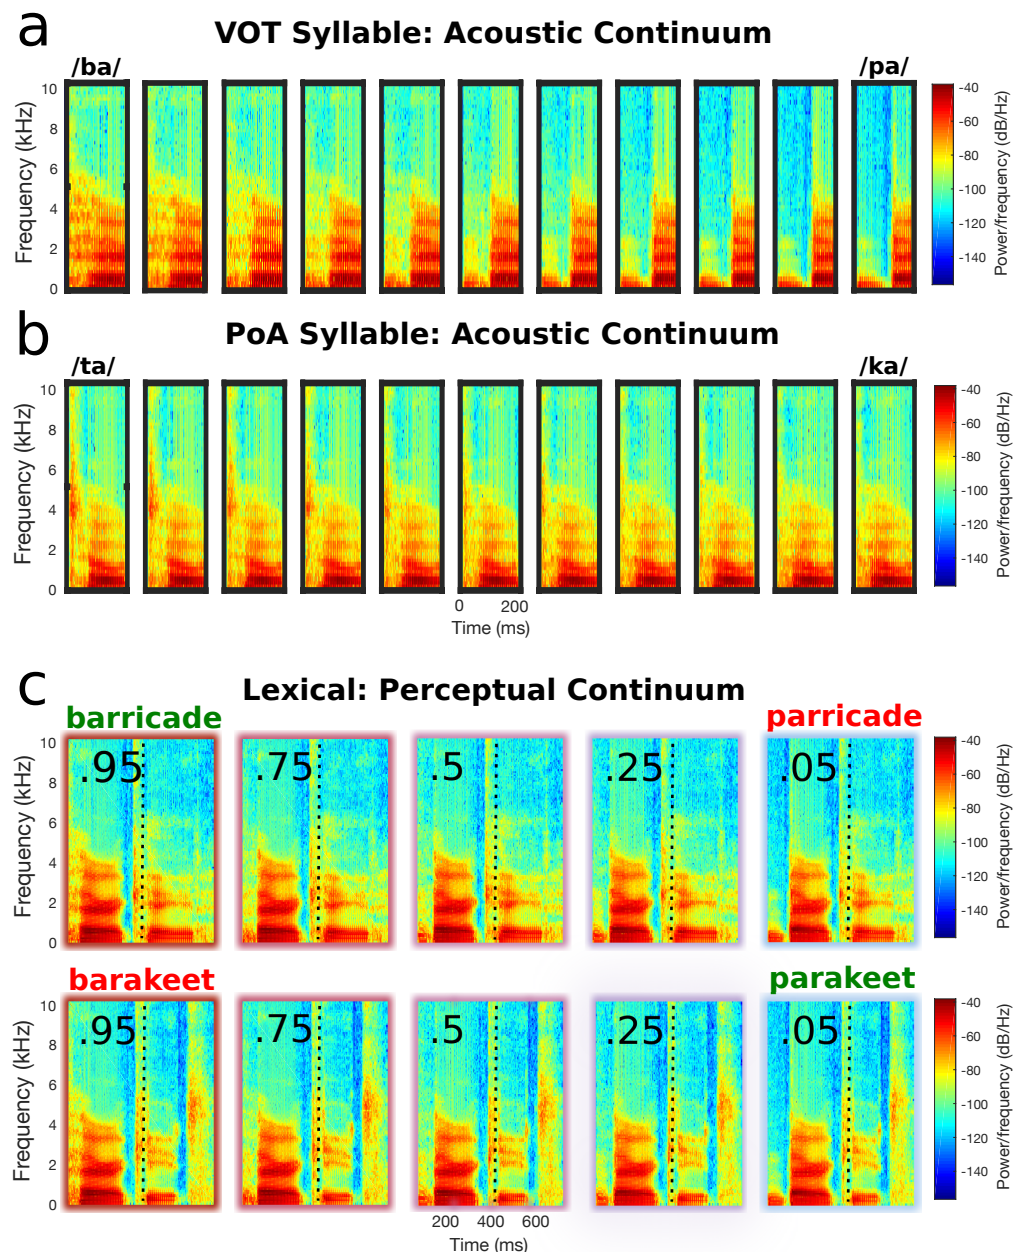 a
VOT Syllable: Acoustic Continuum
/ba/
/pa/
Frequency (kHz)
10
8
6
4
2
0
-40
-60
-80
-100
-120
-140
Power/frequency (dB/Hz)
b
PoA Syllable: Acoustic Continuum
/ta/
/ka/
Frequency (kHz)
10
8
6
4
2
0
0 200
Time (ms)
-40
-60
-80
-100
-120
-140
Power/frequency (dB/Hz)
c
Lexical: Perceptual Continuum
barricade
parricade
Frequency (kHz)
10
8
6
4
2
0
.95 .75 .5 .25 .05
-40
-60
-80
-100
-120
-140
Power/frequency (dB/Hz)
barakeet
parakeet
Frequency (kHz)
10
8
6
4
2
0
.95 .75 .5 .25 .05
200 400 600
Time (ms)
-40
-60
-80
-100
-120
-140
Power/frequency (dB/Hz)